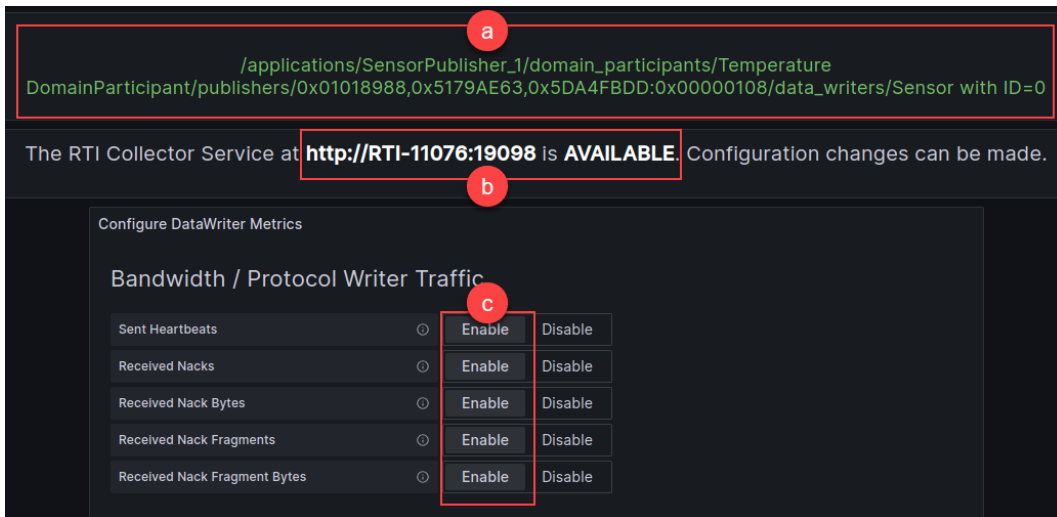 a
/applications/SensorPublisher_1/domain_participants/Temperature
DomainParticipant/publishers/0x01018988,0x5179AE63,0x5DA4FBDD:0x00000108/data_writers/Sensor with ID=0
The RTI Collector Service at http://RTI-11076:19098 is AVAILABLE. Configuration changes can be made.
b
Configure DataWriter Metrics
Bandwidth / Protocol Writer Traffic
c
Sent Heartbeats Enable Disable
Received Nacks Enable Disable
Received Nack Bytes Enable Disable
Received Nack Fragments Enable Disable
Received Nack Fragment Bytes Enable Disable